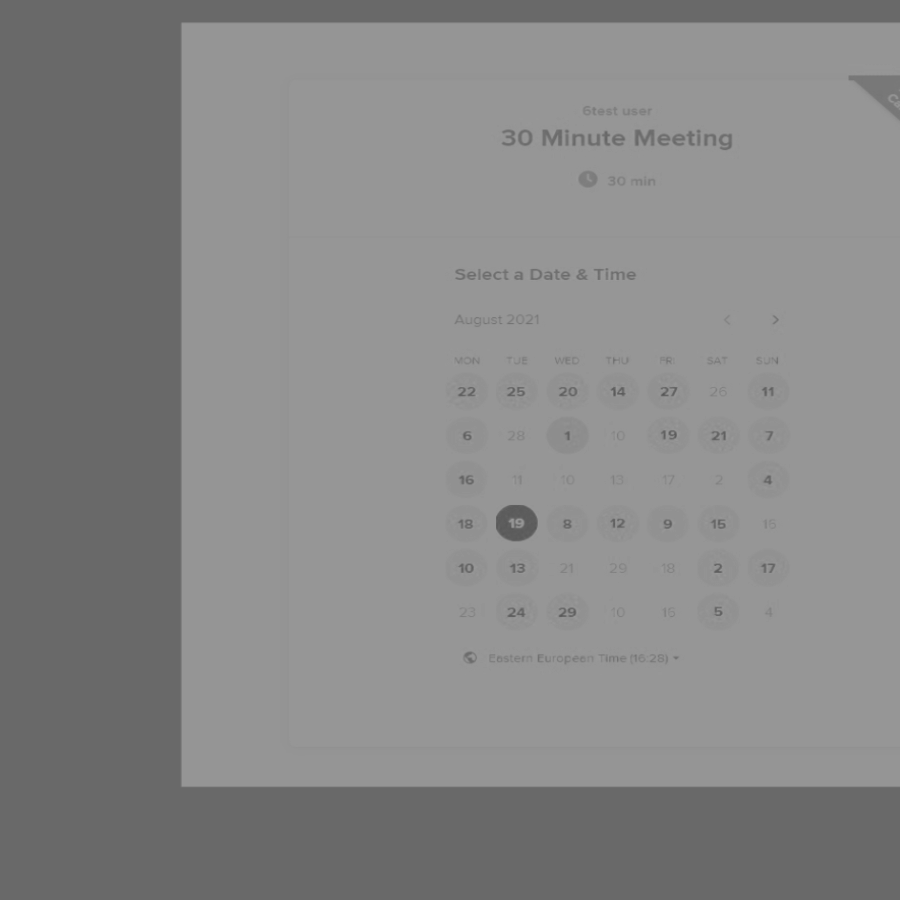 6test user
30 Minute Meeting
30 min
Select a Date & Time
August 2021
MON TUE WED THU FRI SAT SUN
22 25 20 14 27 26 11
6 28 1 10 19 21 7
16 11 10 13 17 2 4
18 19 8 12 9 15 15
10 13 21 29 18 2 17
23 24 29 10 15 5 4
Eastern European Time (16:28)